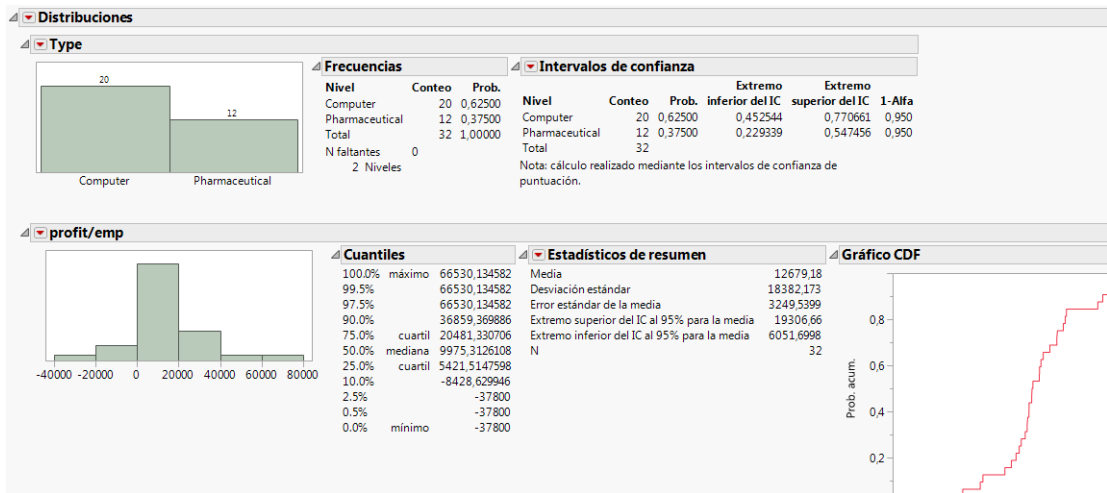 Distribuciones
Type
20
12
Computer Pharmaceutical
Frecuencias
Nivel Conteo Prob.
Computer 20 0,62500
Pharmaceutical 12 0,37500
Total 32 1,00000
N faltantes 0
2 Niveles
Intervalos de confianza
Nivel Conteo Prob. Extremo inferior del IC Extremo superior del IC 1-Alfa
Computer 20 0,62500 0,452544 0,770661 0,950
Pharmaceutical 12 0,37500 0,229339 0,547456 0,950
Total 32
Nota: cálculo realizado mediante los intervalos de confianza de
puntuación.
profit/emp
-40000 -20000 0 20000 40000 60000 80000
Cuantiles
100.0% máximo 66530,134582
99.5% 66530,134582
97.5% 66530,134582
90.0% 36859,369886
75.0% cuartil 20481,330706
50.0% mediana 9975,3126108
25.0% cuartil 5421,5147598
10.0% -8428,629946
2.5% -37800
0.5% -37800
0.0% mínimo -37800
Estadísticos de resumen
Media 12679,18
Desviación estándar 18382,173
Error estándar de la media 3249,5399
Extremo superior del IC al 95% para la media 19306,66
Extremo inferior del IC al 95% para la media 6051,6998
N 32
Gráfico CDF
Prob. acum.
0,8
0,6
0,4
0,2